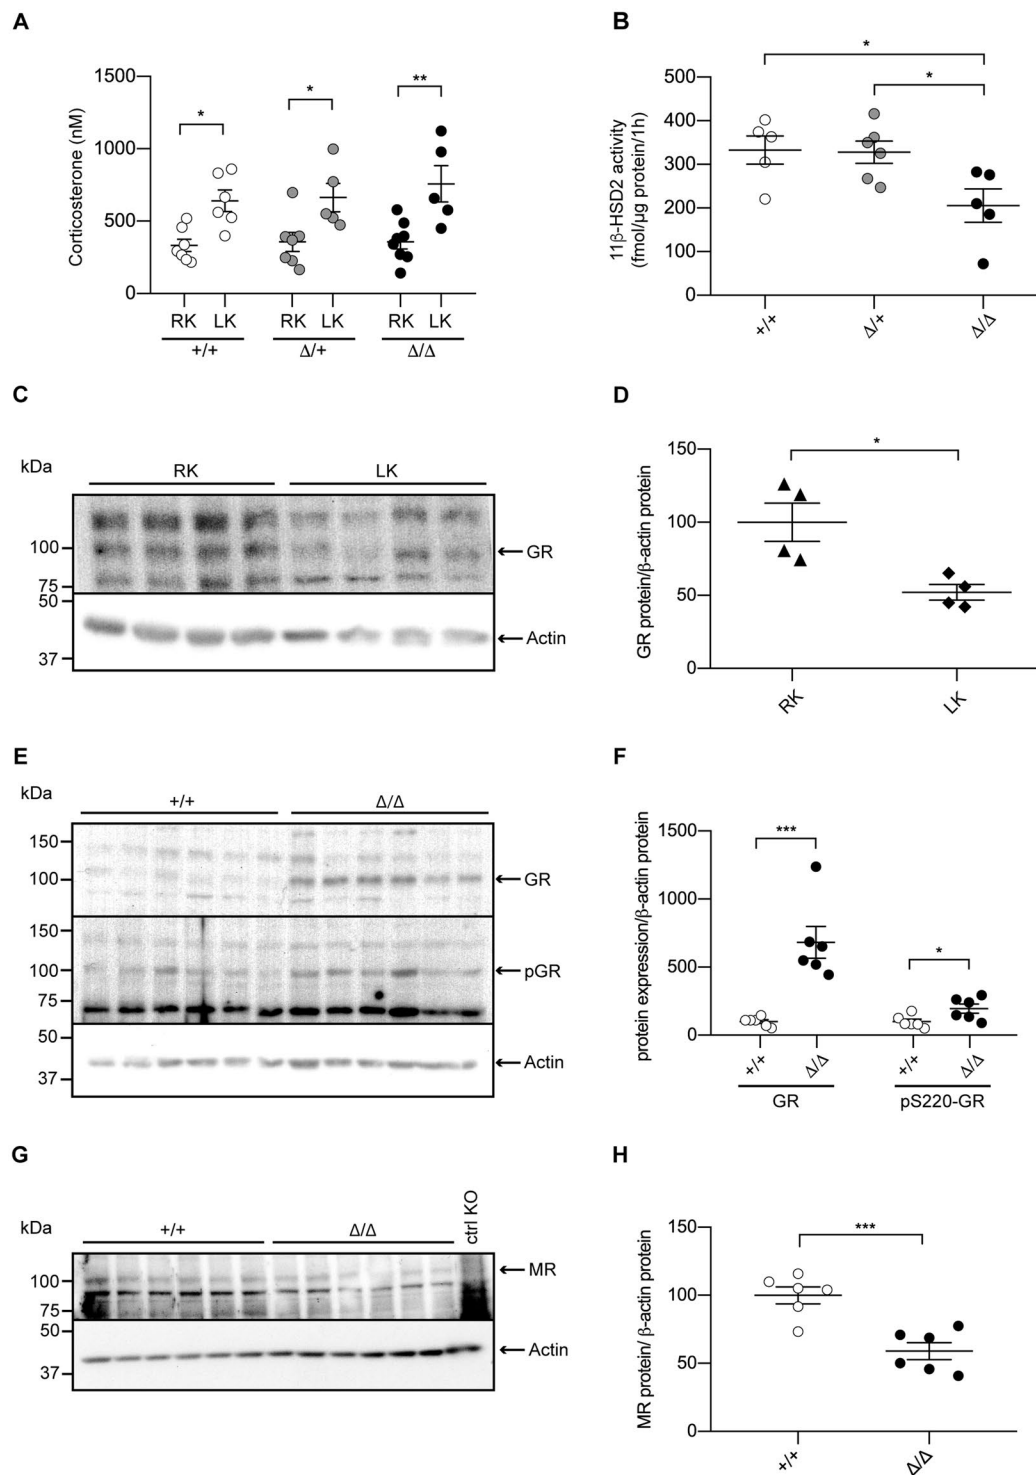 A
Corticosterone (nM)
1500
1000
500
0
*
*
**
RK LK RK LK RK LK
+/+ Δ/+ Δ/Δ
B
11β-HSD2 activity
(fmol/µg protein/1h)
500
400
300
200
100
0
*
*
+/+ Δ/+ Δ/Δ
C
kDa
RK LK
100
75
50
37
GR
Actin
D
GR protein/β-actin protein
150
100
50
0
*
RK LK
E
kDa
+/+ Δ/Δ
150
100
150
100
75
50
37
GR
pGR
Actin
F
protein expression/β-actin protein
1500
1000
500
0
***
*
+/+ Δ/Δ +/+ Δ/Δ
GR pS220-GR
G
kDa
+/+ Δ/Δ ctrl KO
100
75
50
37
MR
Actin
H
MR protein/ β-actin protein
150
100
50
0
***
+/+ Δ/Δ